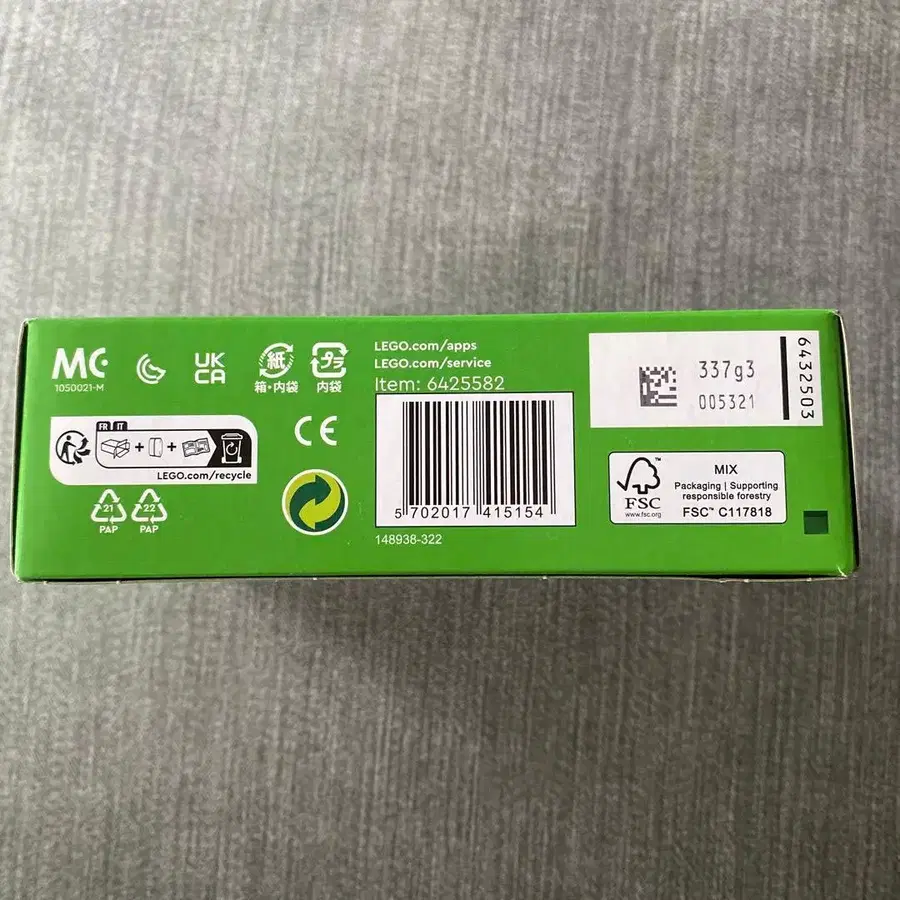 MC
1050021-M
UK
CA
紙
箱・内袋
プラ
内袋
LEGO.com/apps
LEGO.com/service
Item: 6425582
FR IT
LEGO.com/recycle
CE
21
PAP
22
PAP
5 702017 415154
148938-322
337g3
005321
6432503
FSC™
www.fsc.org
MIX
Packaging | Supporting
responsible forestry
FSC™ C117818